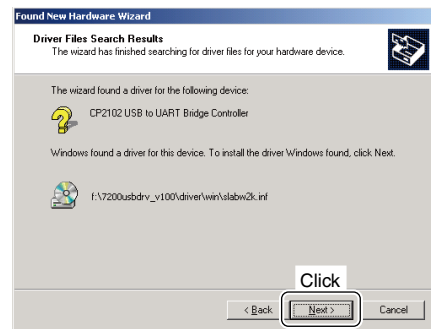 Found New Hardware Wizard
Driver Files Search Results
The wizard has finished searching for driver files for your hardware device.
The wizard found a driver for the following device:
CP2102 USB to UART Bridge Controller
Windows found a driver for this device. To install the driver Windows found, click Next.
f:\7200usbdrv_v100\driver\win\slabw2k.inf
Click
< Back Next > Cancel